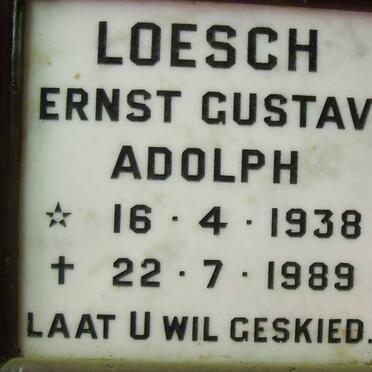 LOESCH
ERNST GUSTAV
ADOLPH
☆ 16 · 4 · 1938
† 22 · 7 · 1989
LAAT U WIL GESKIED.